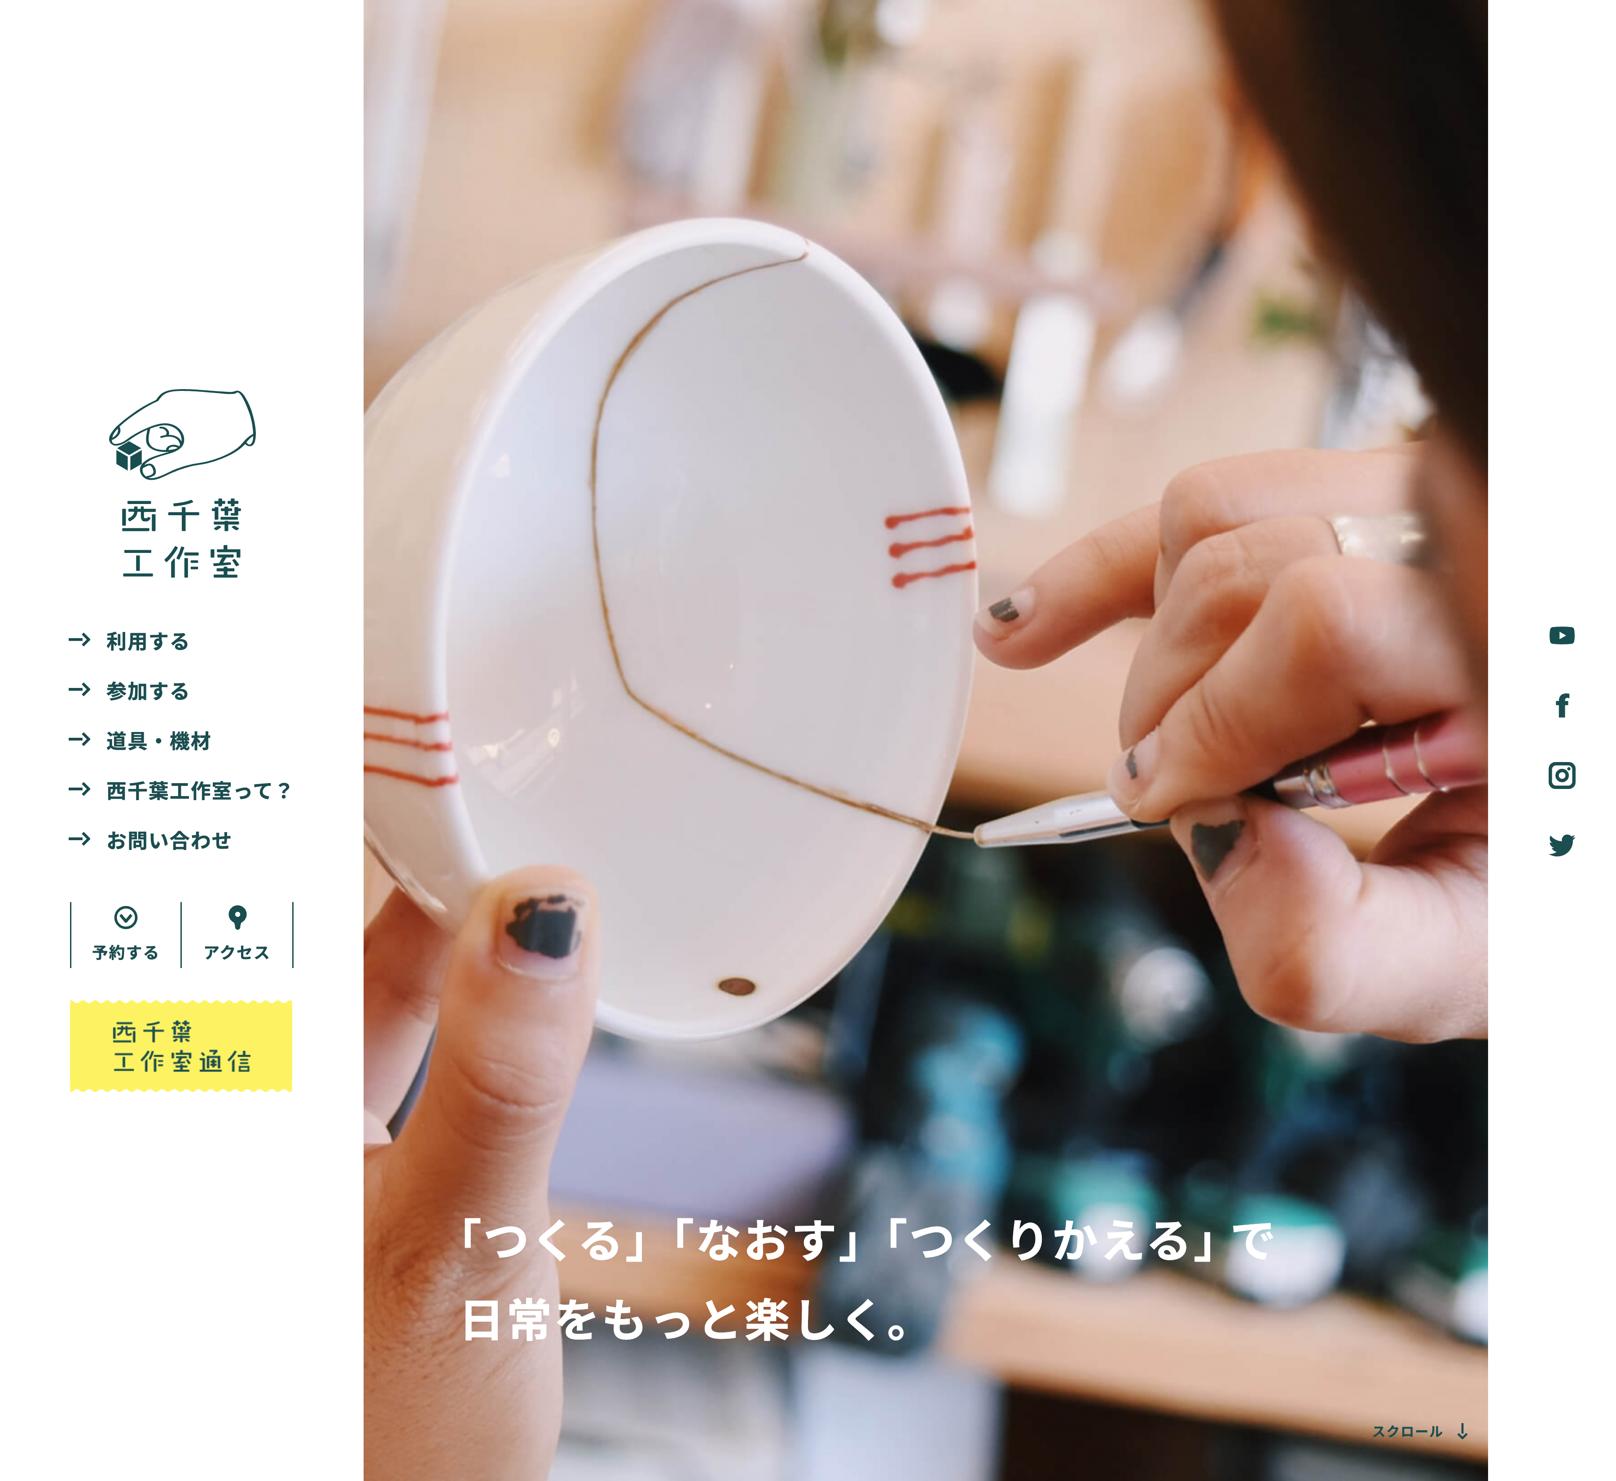 西千葉
工作室
利用する
参加する
道具・機材
西千葉工作室って？
お問い合わせ
予約する
アクセス
西千葉
工作室通信
「つくる」「なおす」「つくりかえる」で
日常をもっと楽しく。
スクロール